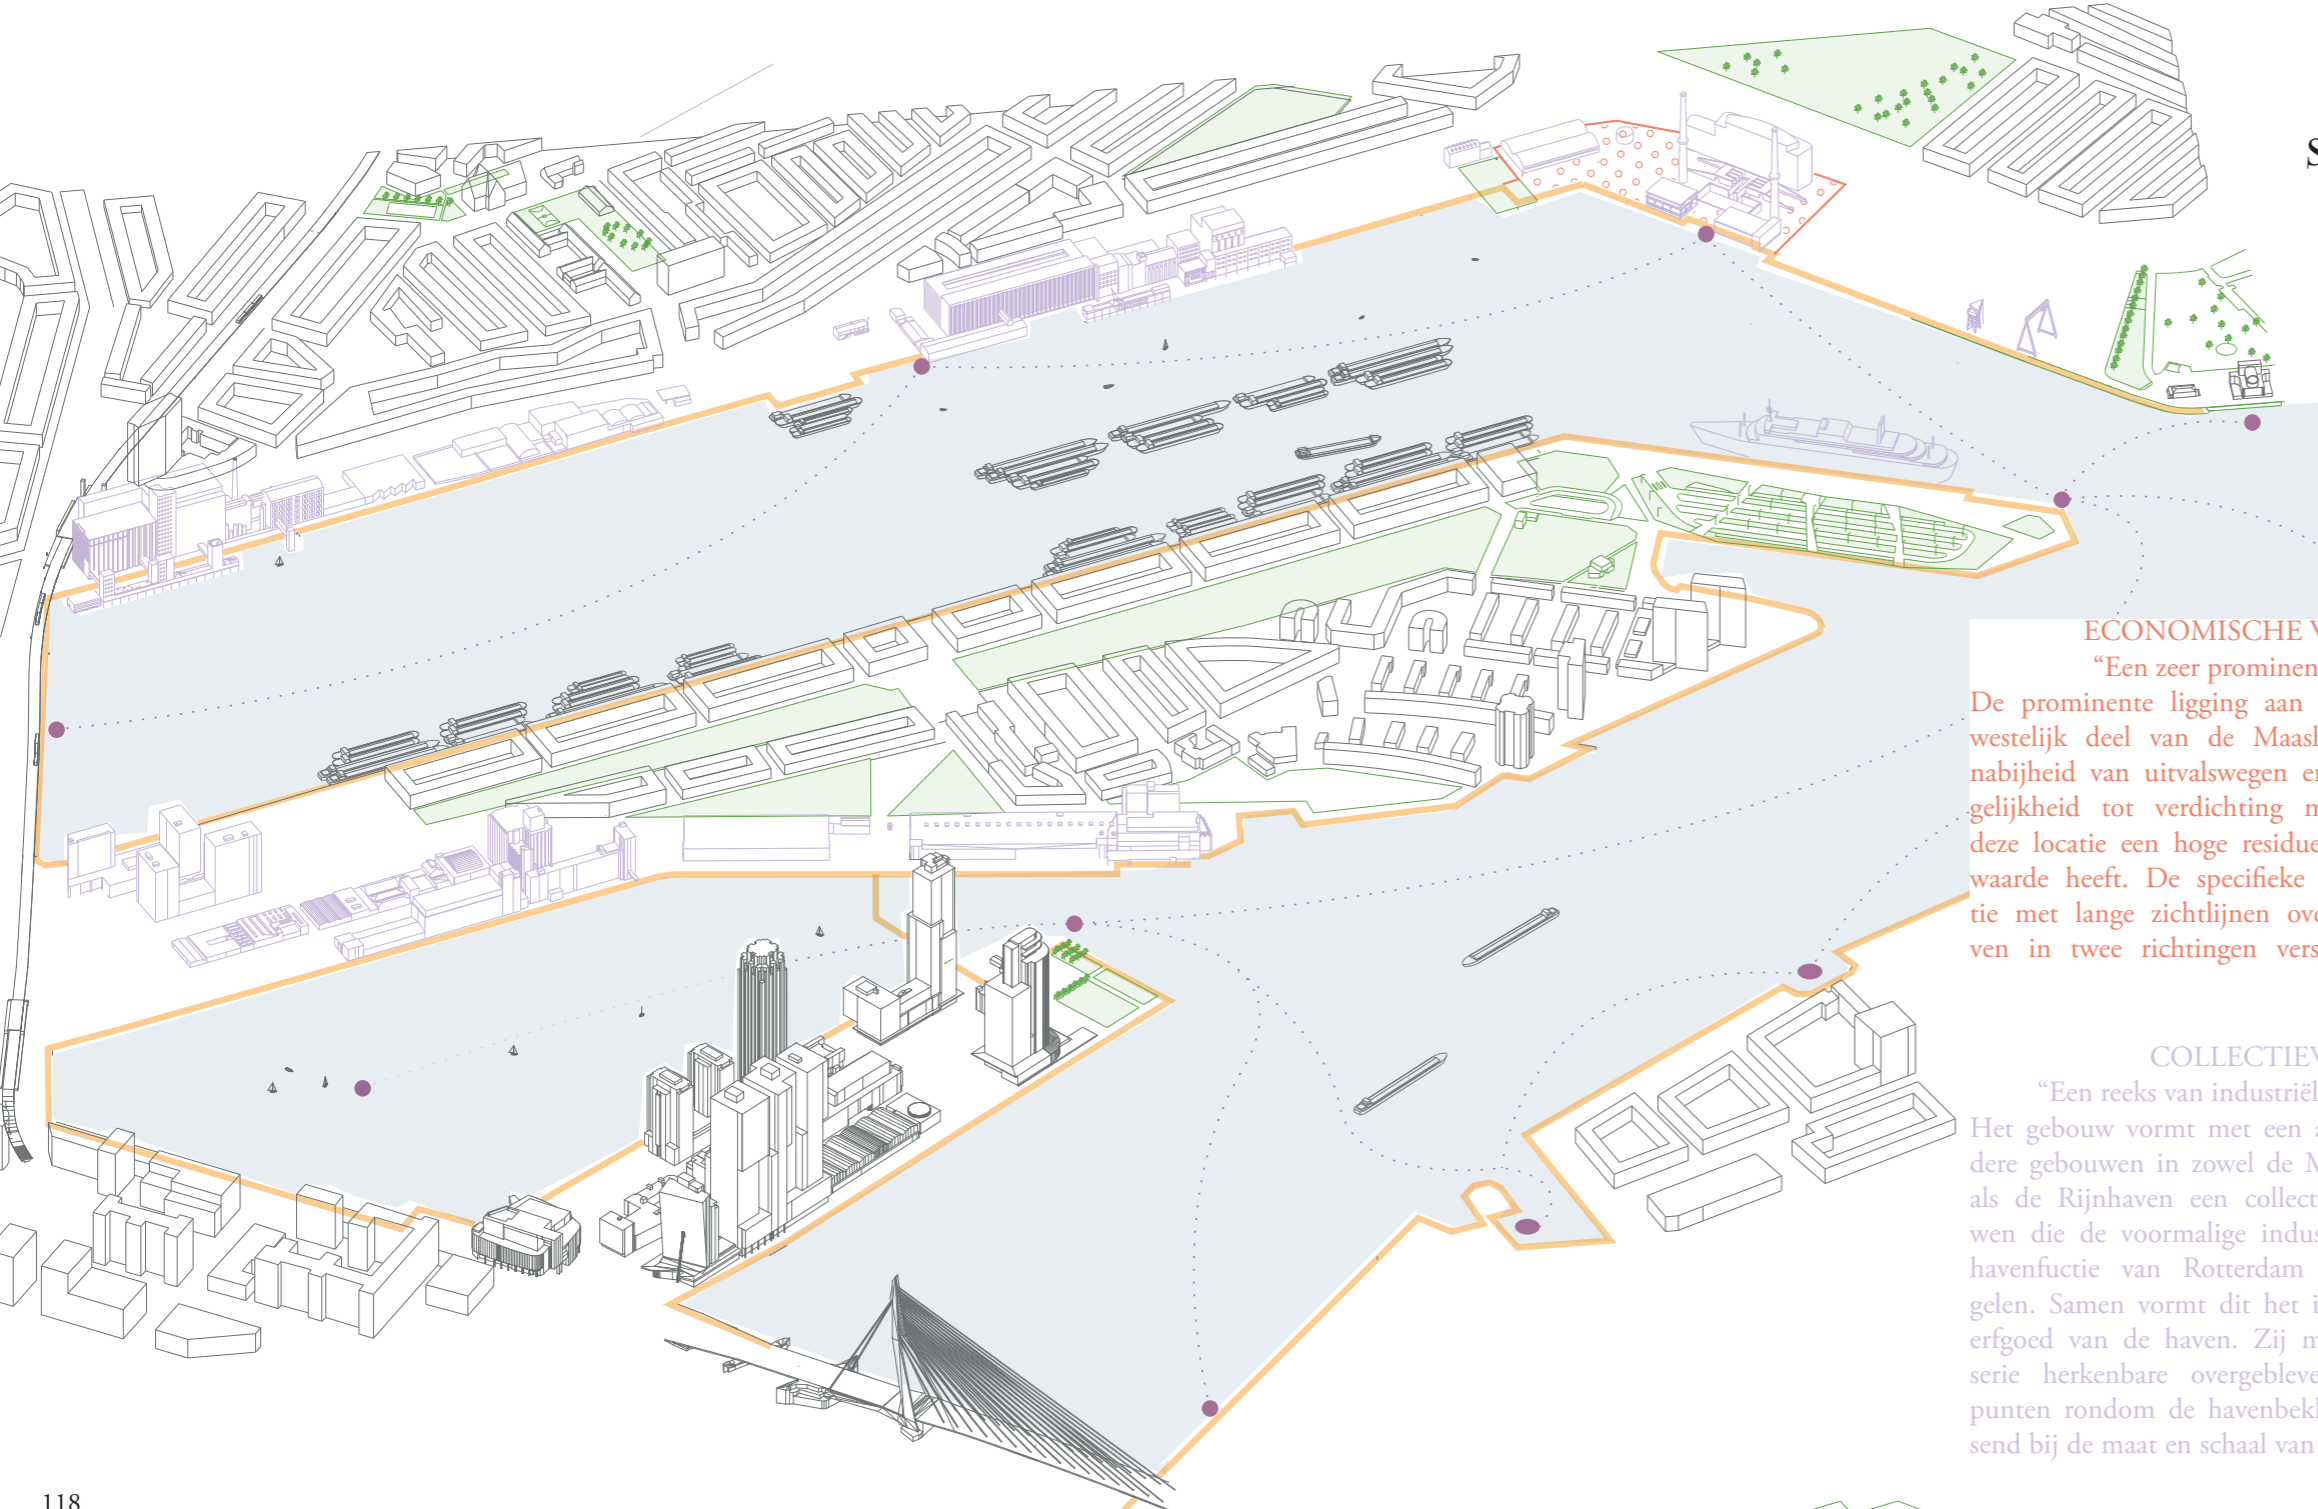 S
ECONOMISCHE
“Een zeer prominen
De prominente ligging aan
westelijk deel van de Maash
nabijheid van uitvalswegen en
gelijkheid tot verdichting m
deze locatie een hoge residue
waarde heeft. De specifieke
tie met lange zichtlijnen ove
ven in twee richtingen vers
COLLECTIEV
“Een reeks van industriël
Het gebouw vormt met een a
dere gebouwen in zowel de M
als de Rijnhaven een collect
wen die de voormalige indus
havenfuctie van Rotterdam
gelen. Samen vormt dit het i
erfgoed van de haven. Zij m
serie herkenbare overgebleve
punten rondom de havenbekk
send bij de maat en schaal van
118